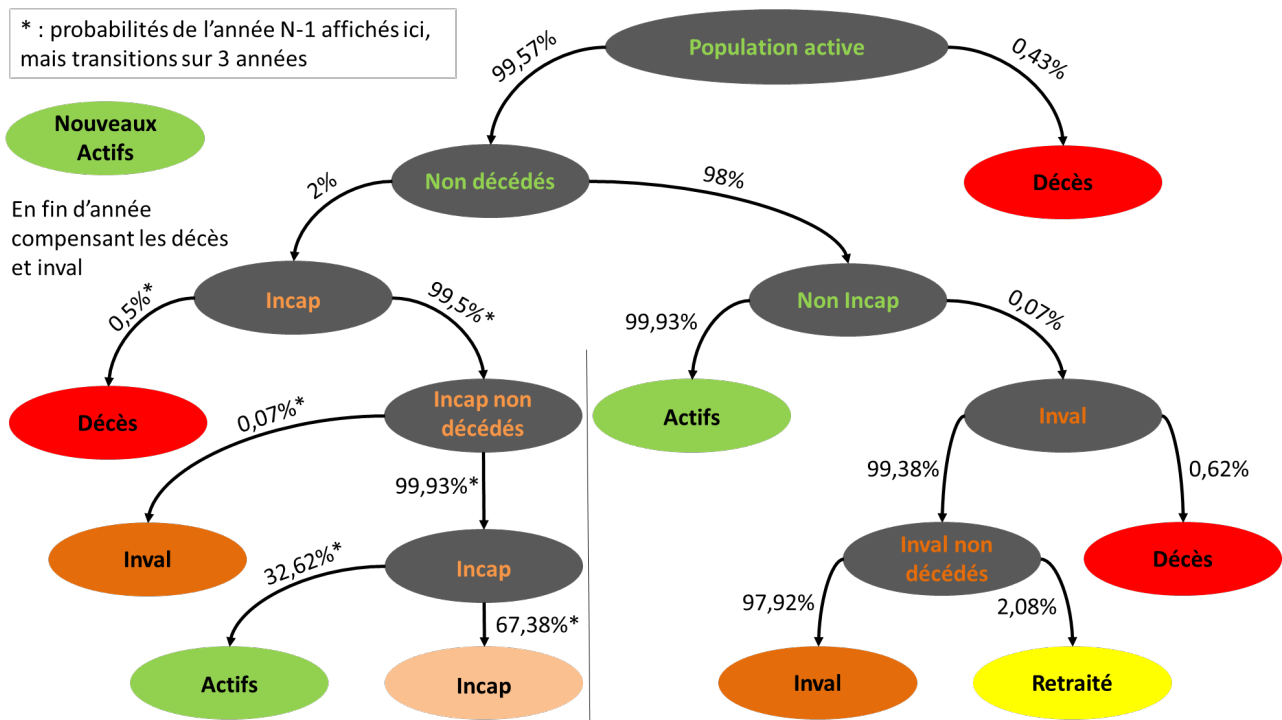 * : probabilités de l'année N-1 affichés ici,
mais transitions sur 3 années
Population active
99,57%
0,43%
Nouveaux
Actifs
Non décédés
Décès
2%
98%
En fin d'année
compensant les décès
et inval
Incap
Non Incap
0,5%*
99,5%*
99,93%
0,07%
Décès
Incap non
décédés
Actifs
Inval
0,07%*
99,93%*
99,38%
0,62%
Inval
Incap
Inval non
décédés
Décès
32,62%*
67,38%*
97,92%
2,08%
Actifs
Incap
Inval
Retraité